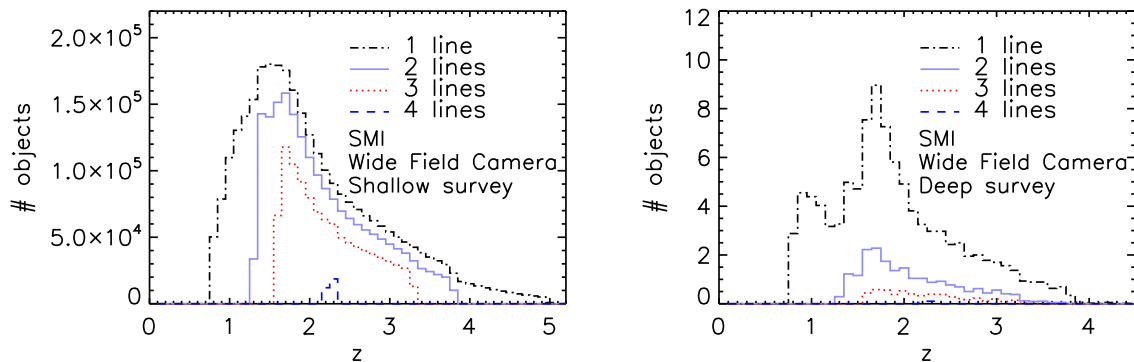 2.0×10⁵
1.5×10⁵
1.0×10⁵
5.0×10⁴
0
# objects
1 line
2 lines
3 lines
4 lines
SMI
Wide Field Camera
Shallow survey
0 1 2 3 4 5
z
12
10
8
6
4
2
0
# objects
1 line
2 lines
3 lines
4 lines
SMI
Wide Field Camera
Deep survey
0 1 2 3 4
z